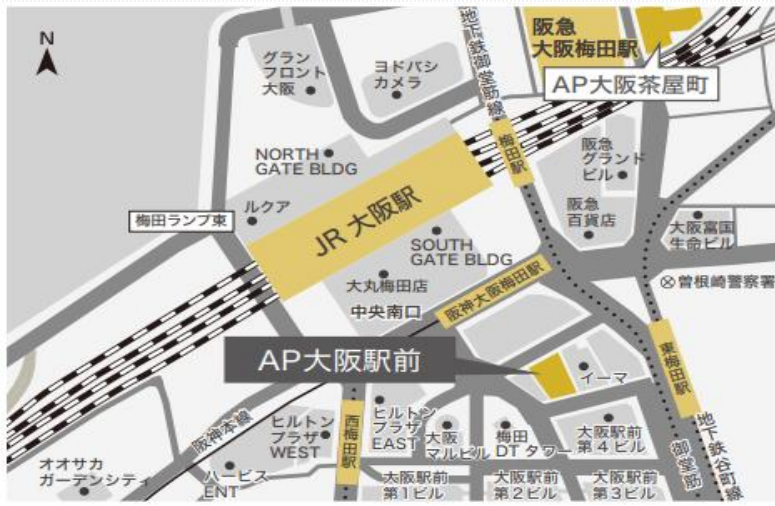 N
グラン
フロント
大阪
ヨドバシ
カメラ
地下鉄御堂筋線
阪急
大阪梅田駅
AP大阪茶屋町
NORTH
GATE BLDG
梅田駅
阪急
グランド
ビル
ルクア
梅田ランプ東
JR 大阪駅
阪急
百貨店
大阪富国
生命ビル
SOUTH
GATE BLDG
大丸梅田店
中央南口
阪神大阪梅田駅
曽根崎警察署
AP大阪駅前
イーマ
東梅田駅
阪神本線
ヒルトン
プラザ
WEST
西梅田駅
ヒルトン
プラザ
EAST
大阪
マルビル
梅田
DT タワー
大阪駅前
第4ビル
御堂筋
地下鉄谷町線
オオサカ
ガーデンシティ
ハービス
ENT
大阪駅前
第1ビル
大阪駅前
第2ビル
大阪駅前
第3ビル